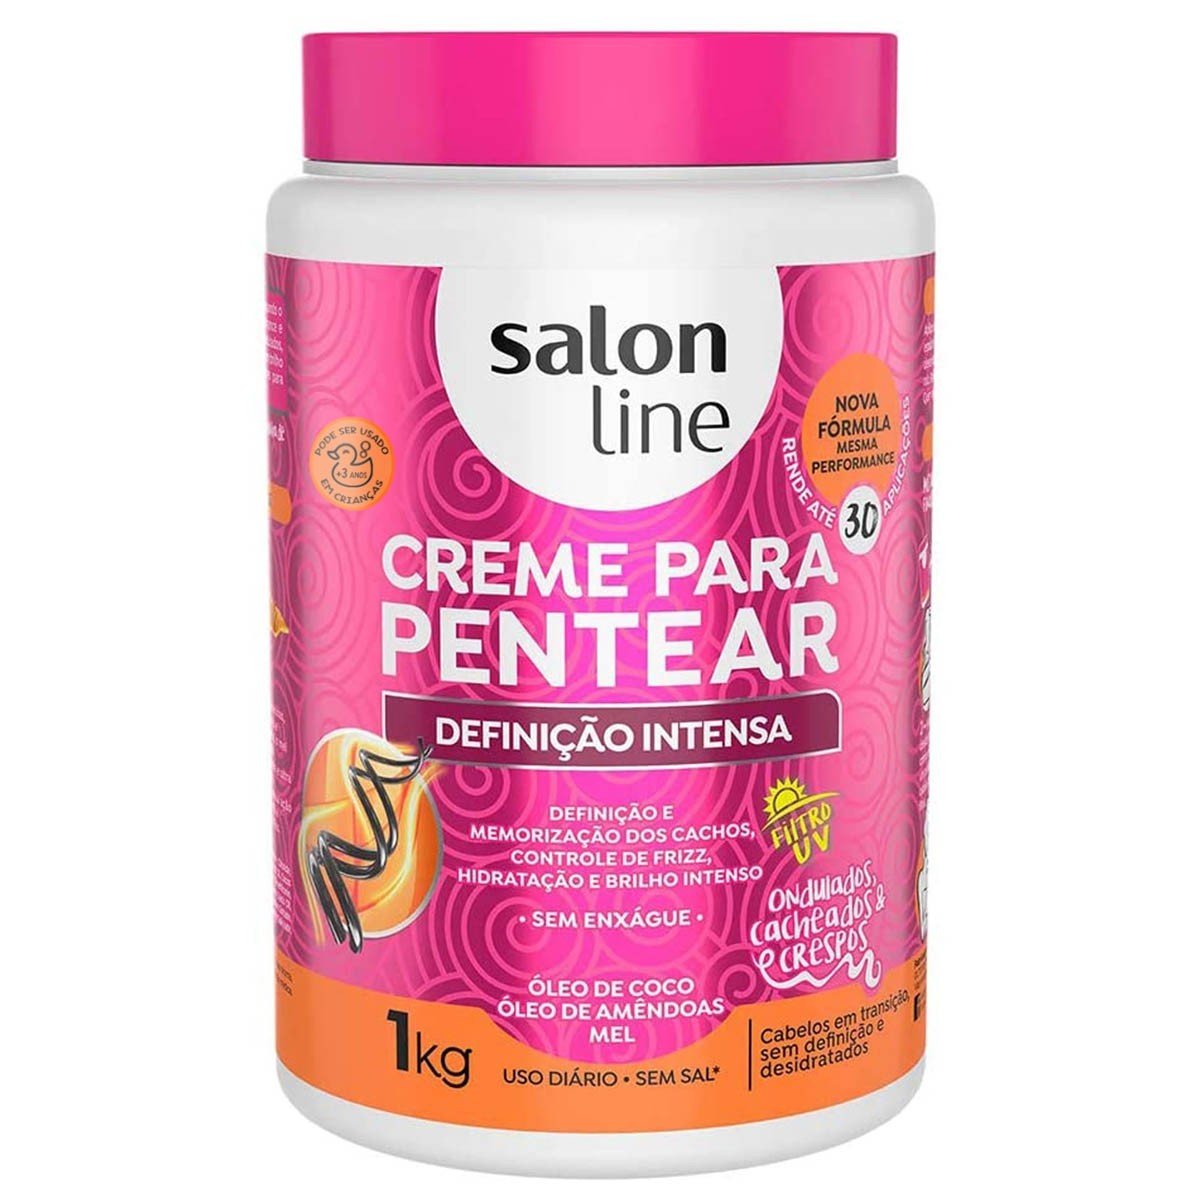 salon
line
NOVA
FÓRMULA
MESMA
PERFORMANCE
RENDE ATÉ 30 APLICAÇÕES
PODE SER USADO
+3 ANOS
EM CRIANÇAS
CREME PARA
PENTEAR
DEFINIÇÃO INTENSA
DEFINIÇÃO E
MEMORIZAÇÃO DOS CACHOS,
CONTROLE DE FRIZZ,
HIDRATAÇÃO E BRILHO INTENSO
• SEM ENXÁGUE •
FIltRO
UV
ONDUlADOS,
CACHEADOS &
E CRESPOS
ÓLEO DE COCO
ÓLEO DE AMÊNDOAS
MEL
1kg
USO DIÁRIO • SEM SAL*
Cabelos em transição,
sem definição e
desidratados